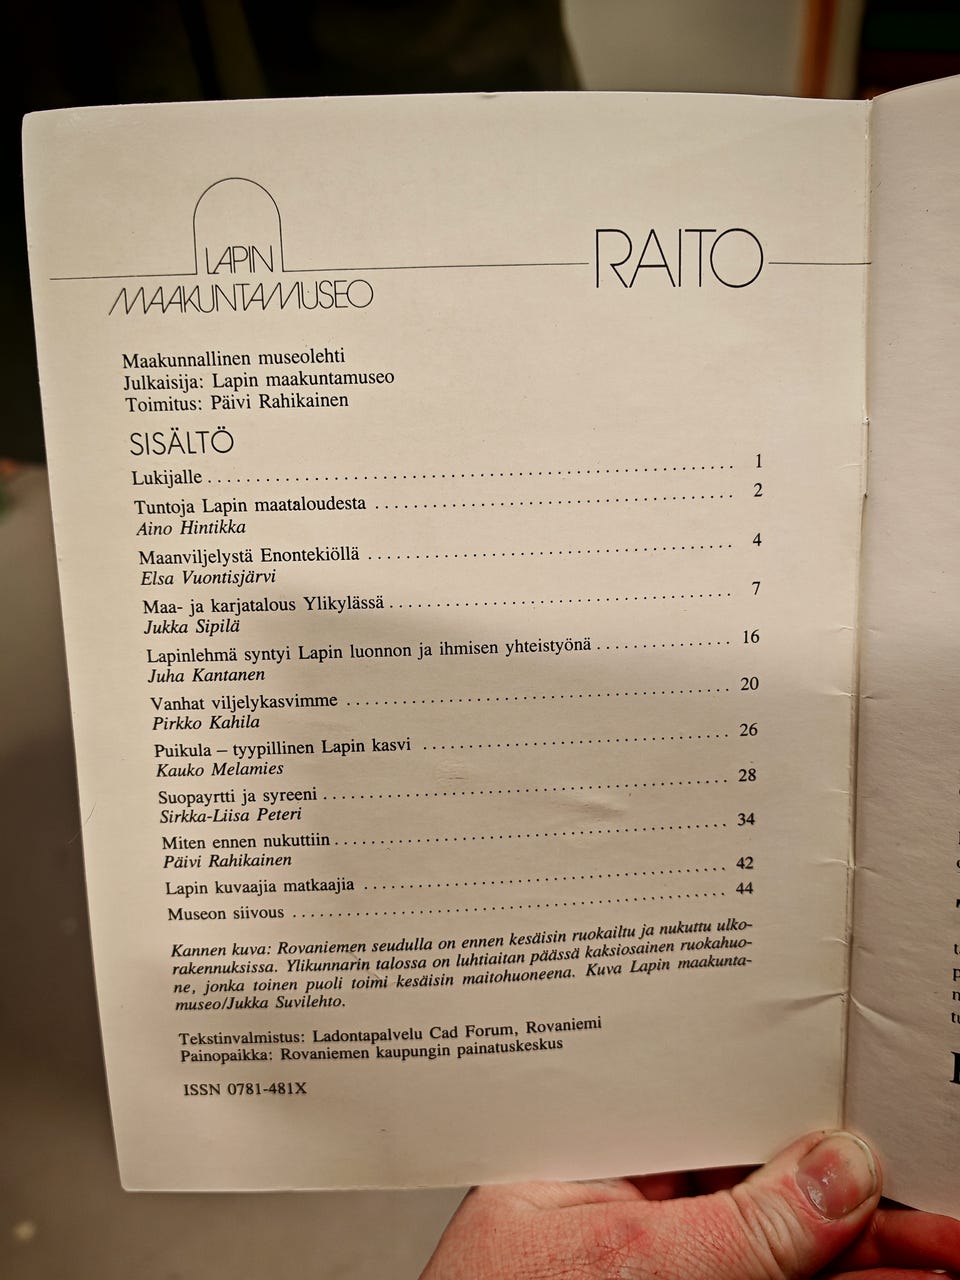 LAPIN
MAAKUNTAMUSEO
RAITO
Maakunnallinen museolehti
Julkaisija: Lapin maakuntamuseo
Toimitus: Päivi Rahikainen
SISÄLTÖ
Lukijalle 1
Tuntoja Lapin maataloudesta 2
Aino Hintikka
Maanviljelystä Enontekiöllä 4
Elsa Vuontisjärvi
Maa- ja karjatalous Ylikylässä 7
Jukka Sipilä
Lapinlehmä syntyi Lapin luonnon ja ihmisen yhteistyönä 16
Juha Kantanen
Vanhat viljelykasvimme 20
Pirkko Kahila
Puikula – tyypillinen Lapin kasvi 26
Kauko Melamies
Suopayrtti ja syreeni 28
Sirkka-Liisa Peteri
Miten ennen nukuttiin 34
Päivi Rahikainen
Lapin kuvaajia matkaajia 42
Museon siivous 44
Kannen kuva: Rovaniemen seudulla on ennen kesäisin ruokailtu ja nukuttu ulko-
rakennuksissa. Ylikunnarin talossa on luhtiaitan päässä kaksiosainen ruokahuo-
ne, jonka toinen puoli toimi kesäisin maitohuoneena. Kuva Lapin maakunta-
museo/Jukka Suvilehto.
Tekstinvalmistus: Ladontapalvelu Cad Forum, Rovaniemi
Painopaikka: Rovaniemen kaupungin painatuskeskus
ISSN 0781-481X